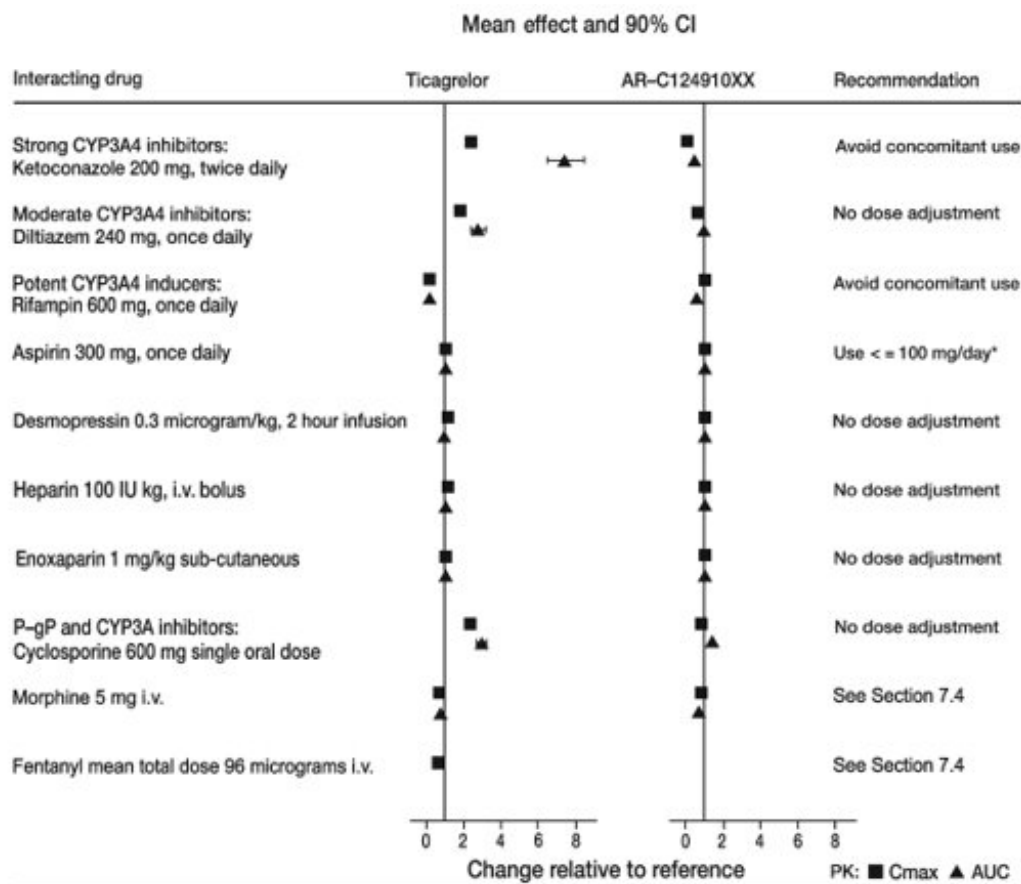 Mean effect and 90% CI
Interacting drug Ticagrelor AR–C124910XX Recommendation
Strong CYP3A4 inhibitors:
Ketoconazole 200 mg, twice daily Avoid concomitant use
Moderate CYP3A4 inhibitors:
Diltiazem 240 mg, once daily No dose adjustment
Potent CYP3A4 inducers:
Rifampin 600 mg, once daily Avoid concomitant use
Aspirin 300 mg, once daily Use < = 100 mg/day*
Desmopressin 0.3 microgram/kg, 2 hour infusion No dose adjustment
Heparin 100 IU kg, i.v. bolus No dose adjustment
Enoxaparin 1 mg/kg sub-cutaneous No dose adjustment
P–gP and CYP3A inhibitors:
Cyclosporine 600 mg single oral dose No dose adjustment
Morphine 5 mg i.v. See Section 7.4
Fentanyl mean total dose 96 micrograms i.v. See Section 7.4
0 2 4 6 8 0 2 4 6 8
Change relative to reference PK: ■ Cmax ▲ AUC